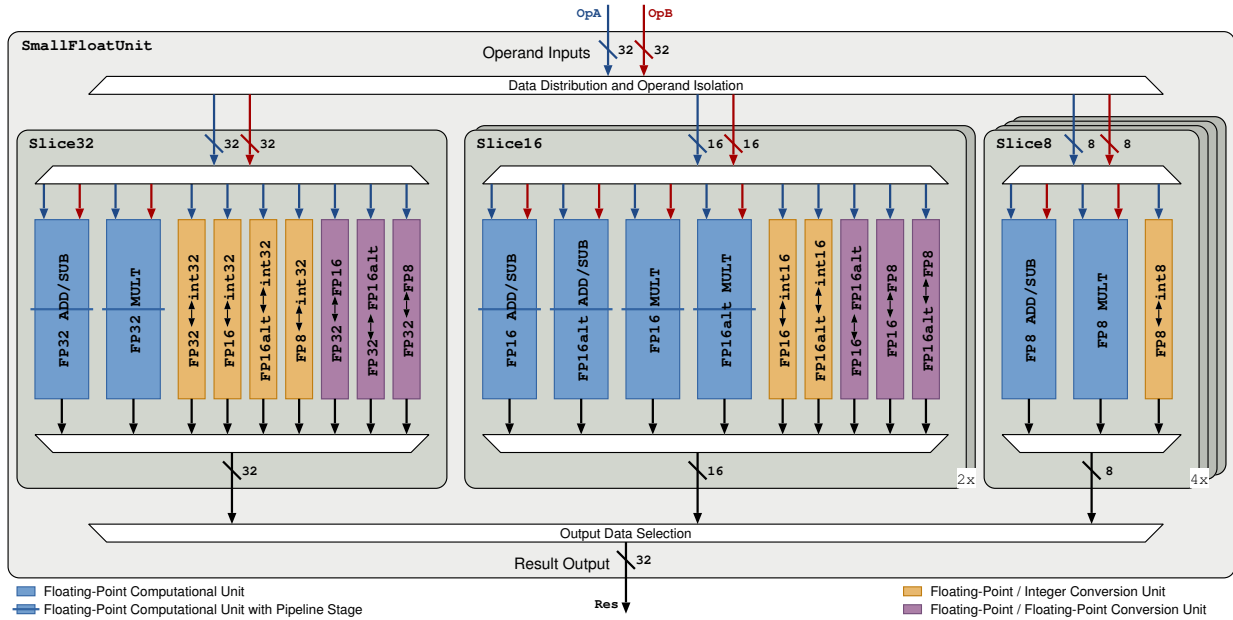 OpA OpB
SmallFloatUnit
Operand Inputs 32 32
Data Distribution and Operand Isolation
Slice32 32 32
FP32 ADD/SUB
FP32 MULT
FP32↔int32
FP16↔int32
FP16alt↔int32
FP8↔int32
FP32↔FP16
FP32↔FP16alt
FP32↔FP8
32
Slice16 16 16
FP16 ADD/SUB
FP16alt ADD/SUB
FP16 MULT
FP16alt MULT
FP16↔int16
FP16alt↔int16
FP16↔FP16alt
FP16↔FP8
FP16alt↔FP8
16
2x
Slice8 8 8
FP8 ADD/SUB
FP8 MULT
FP8↔int8
8
4x
Output Data Selection
Result Output 32
Res
Floating-Point Computational Unit
Floating-Point Computational Unit with Pipeline Stage
Floating-Point / Integer Conversion Unit
Floating-Point / Floating-Point Conversion Unit